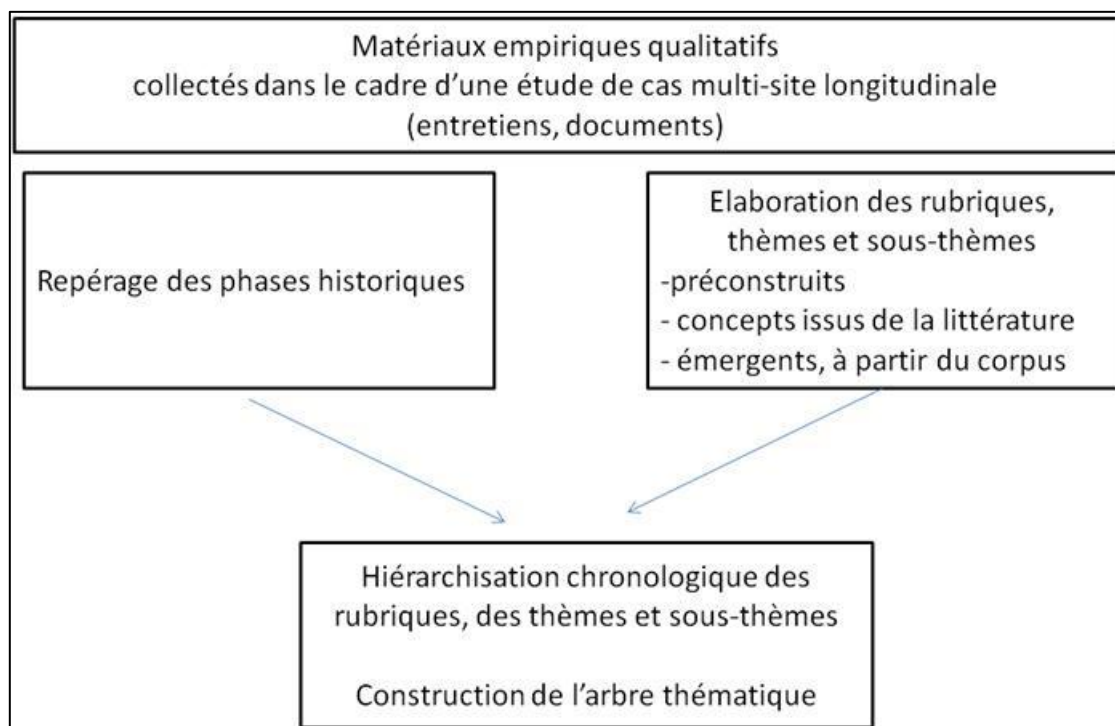 Matériaux empiriques qualitatifs
collectés dans le cadre d’une étude de cas multi-site longitudinale
(entretiens, documents)
Repérage des phases historiques
Elaboration des rubriques,
thèmes et sous-thèmes
-préconstruits
- concepts issus de la littérature
- émergents, à partir du corpus
Hiérarchisation chronologique des
rubriques, des thèmes et sous-thèmes
Construction de l’arbre thématique